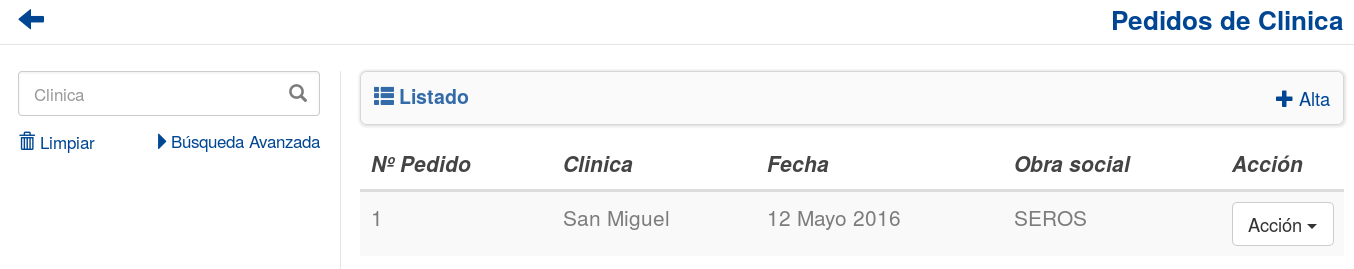 Pedidos de Clinica
Clinica
Limpiar
Búsqueda Avanzada
Listado
Alta
Nº Pedido Clinica Fecha Obra social Acción
1 San Miguel 12 Mayo 2016 SEROS Acción